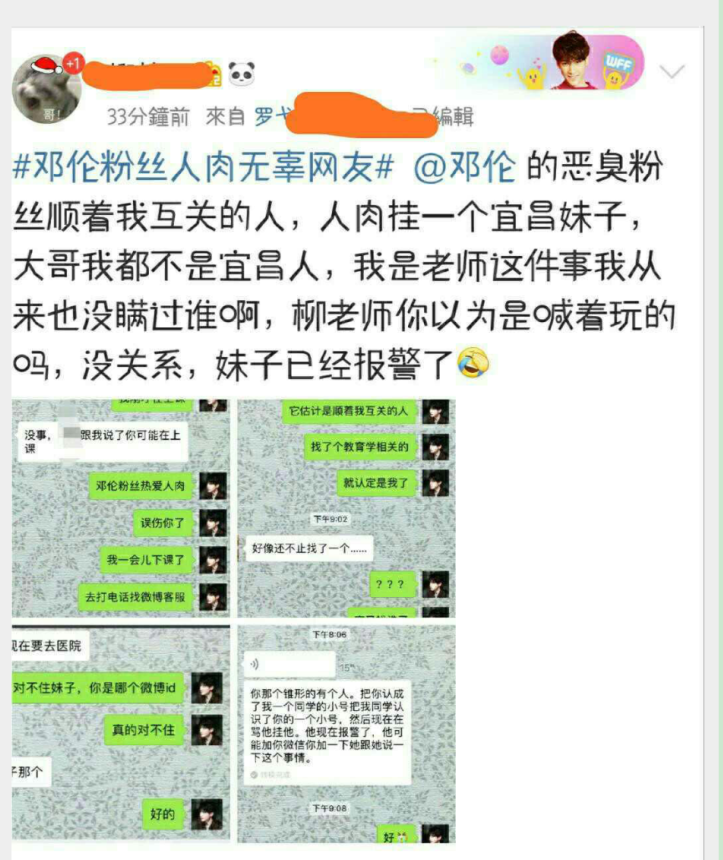 +1
哥!
WFF
33分鐘前 來自 罗戈
已編輯
#邓伦粉丝人肉无辜网友# @邓伦 的恶臭粉
丝顺着我互关的人，人肉挂一个宜昌妹子，
大哥我都不是宜昌人，我是老师这件事我从
来也没瞒过谁啊，柳老师你以为是喊着玩的
吗，没关系，妹子已经报警了🤣
没事，
跟我说了你可能在上
课
邓伦粉丝热爱人肉
误伤你了
我一会儿下课了
去打电话找微博客服
它估计是顺着我互关的人
找了个教育学相关的
就认定是我了
下午9:02
好像还不止找了一个......
? ? ?
现在要去医院
对不住妹子，你是哪个微博id
真的对不住
子那个
好的
下午8:06
15"
你那个锥形的有个人。把你认成
了我一个同学的小号把我同学认
识了你的一个小号，然后现在在
骂他挂他。他现在报警了，他可
能加你微信你加一下她跟她说一
下这个事情。
下午9:08
好